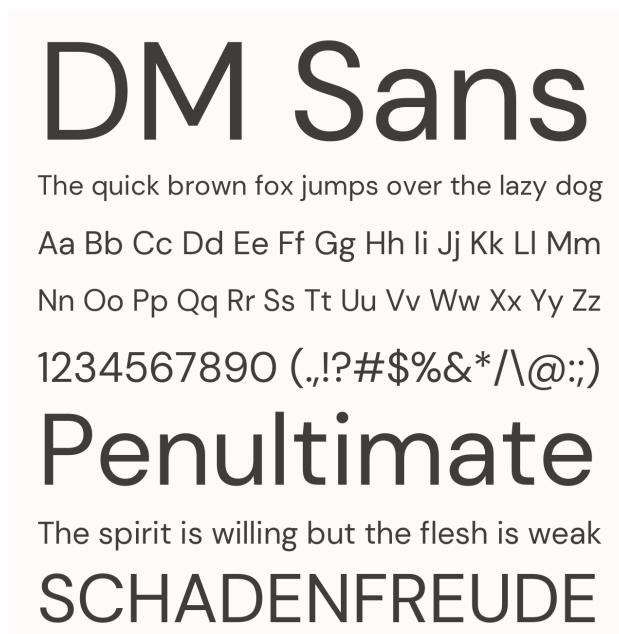 DM Sans
The quick brown fox jumps over the lazy dog
Aa Bb Cc Dd Ee Ff Gg Hh Ii Jj Kk Ll Mm
Nn Oo Pp Qq Rr Ss Tt Uu Vv Ww Xx Yy Zz
1234567890 (.,!?#$%&*/\@:;)
Penultimate
The spirit is willing but the flesh is weak
SCHADENFREUDE